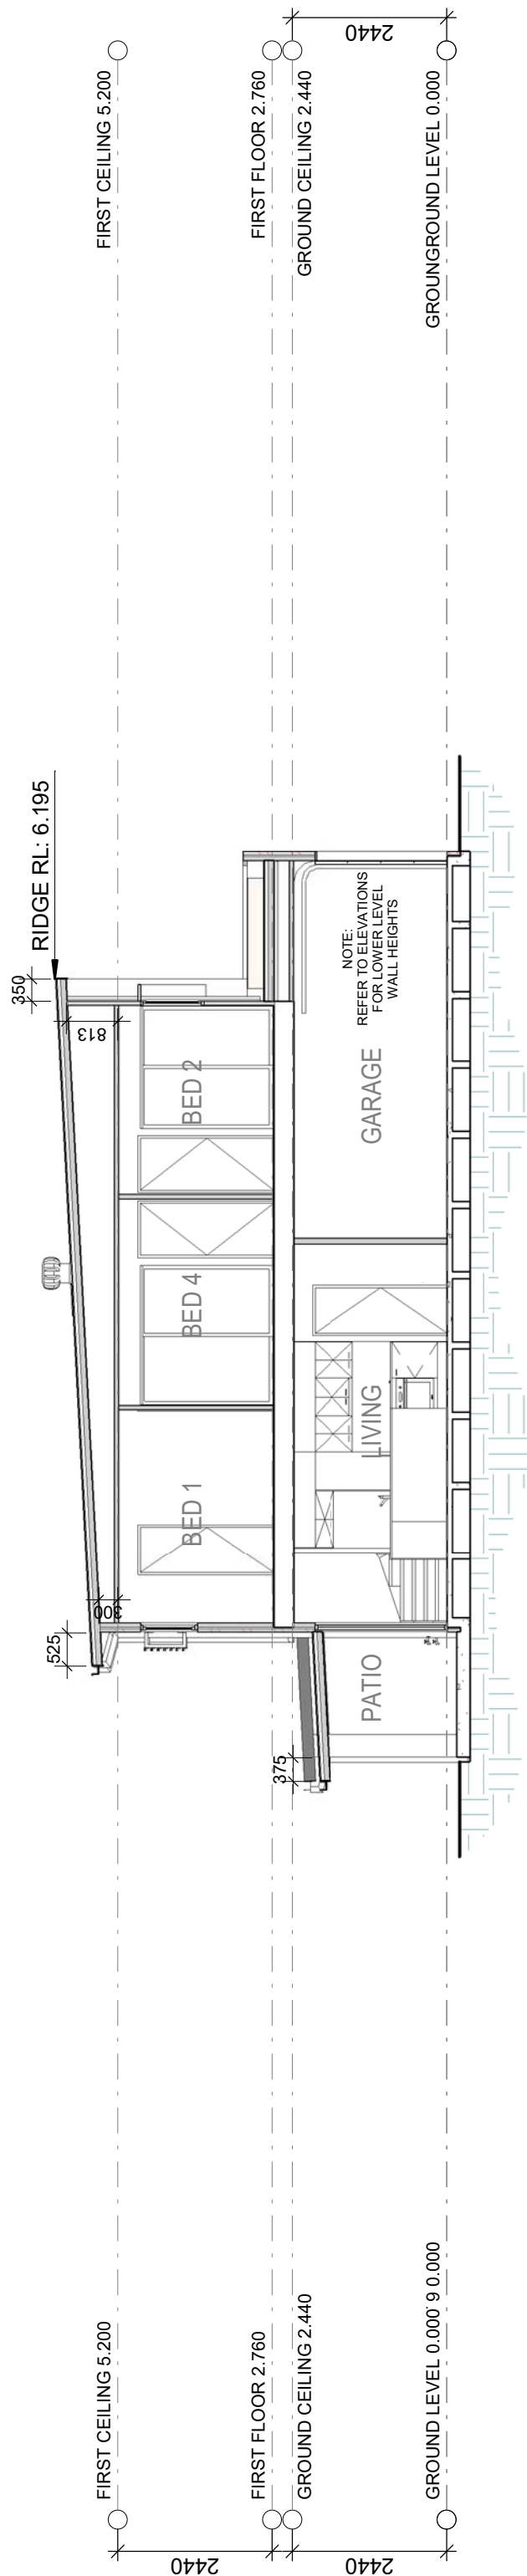 FIRST CEILING 5.200
FIRST FLOOR 2.760
GROUND CEILING 2.440
GROUNGROUND LEVEL 0.000
2440
RIDGE RL: 6.195
350
813
BED 2
BED 4
BED 1
300
525
NOTE:
REFER TO ELEVATIONS
FOR LOWER LEVEL
WALL HEIGHTS
GARAGE
LIVING
PATIO
375
FIRST CEILING 5.200
FIRST FLOOR 2.760
GROUND CEILING 2.440
GROUND LEVEL 0.000' 9 0.000
2440
2440